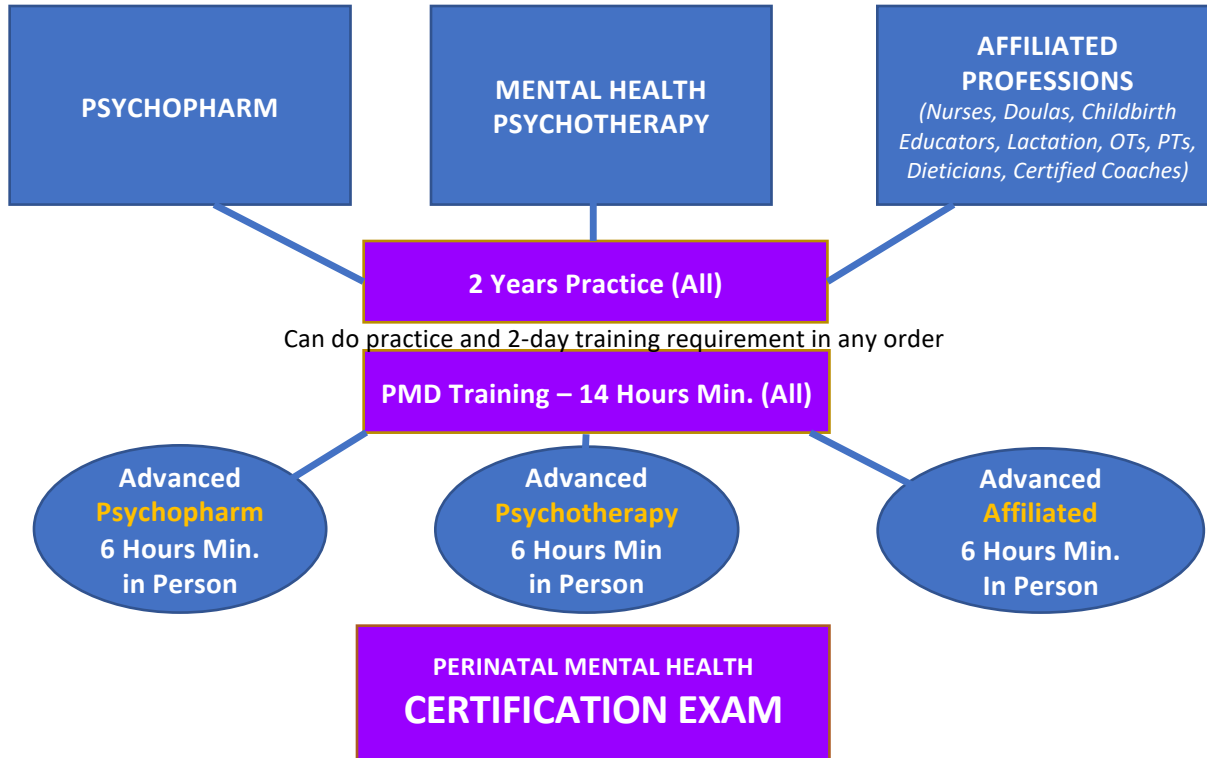 PSYCHOPHARM
MENTAL HEALTH
PSYCHOTHERAPY
AFFILIATED
PROFESSIONS
(Nurses, Doulas, Childbirth
Educators, Lactation, OTs, PTs,
Dieticians, Certified Coaches)
2 Years Practice (All)
Can do practice and 2-day training requirement in any order
PMD Training – 14 Hours Min. (All)
Advanced
Psychopharm
6 Hours Min.
in Person
Advanced
Psychotherapy
6 Hours Min
in Person
Advanced
Affiliated
6 Hours Min.
In Person
PERINATAL MENTAL HEALTH
CERTIFICATION EXAM